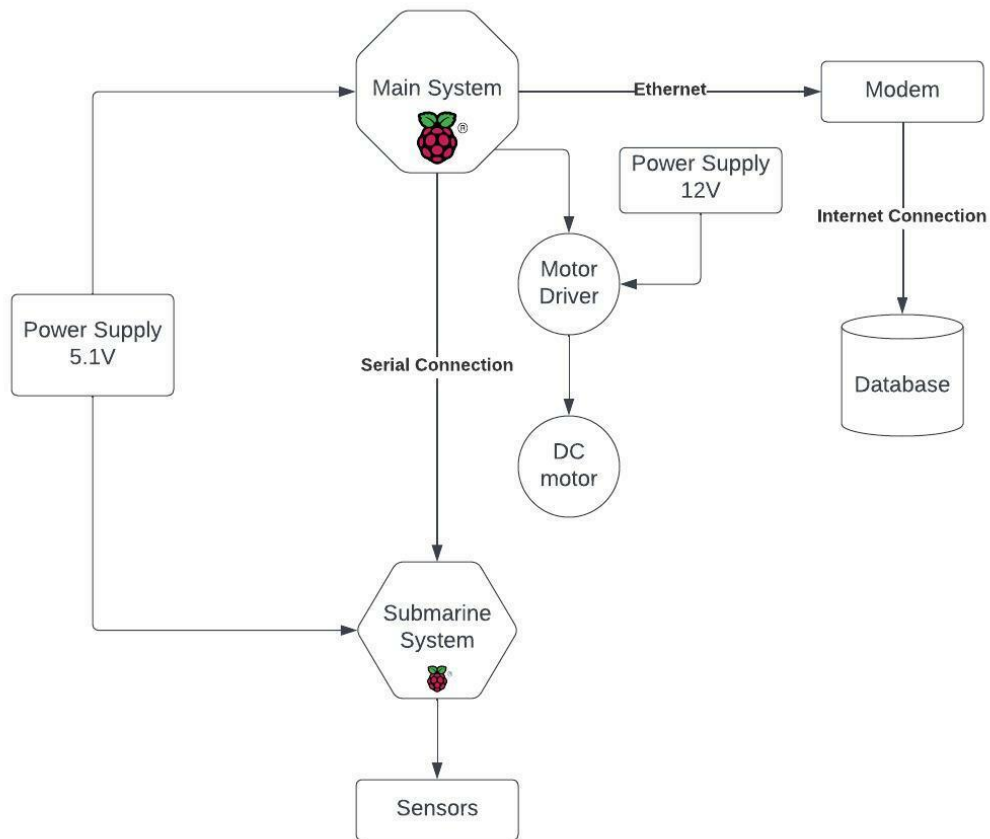 Main System
®
Ethernet
Modem
Power Supply
12V
Internet Connection
Motor
Driver
Power Supply
5.1V
Serial Connection
Database
DC
motor
Submarine
System
®
Sensors